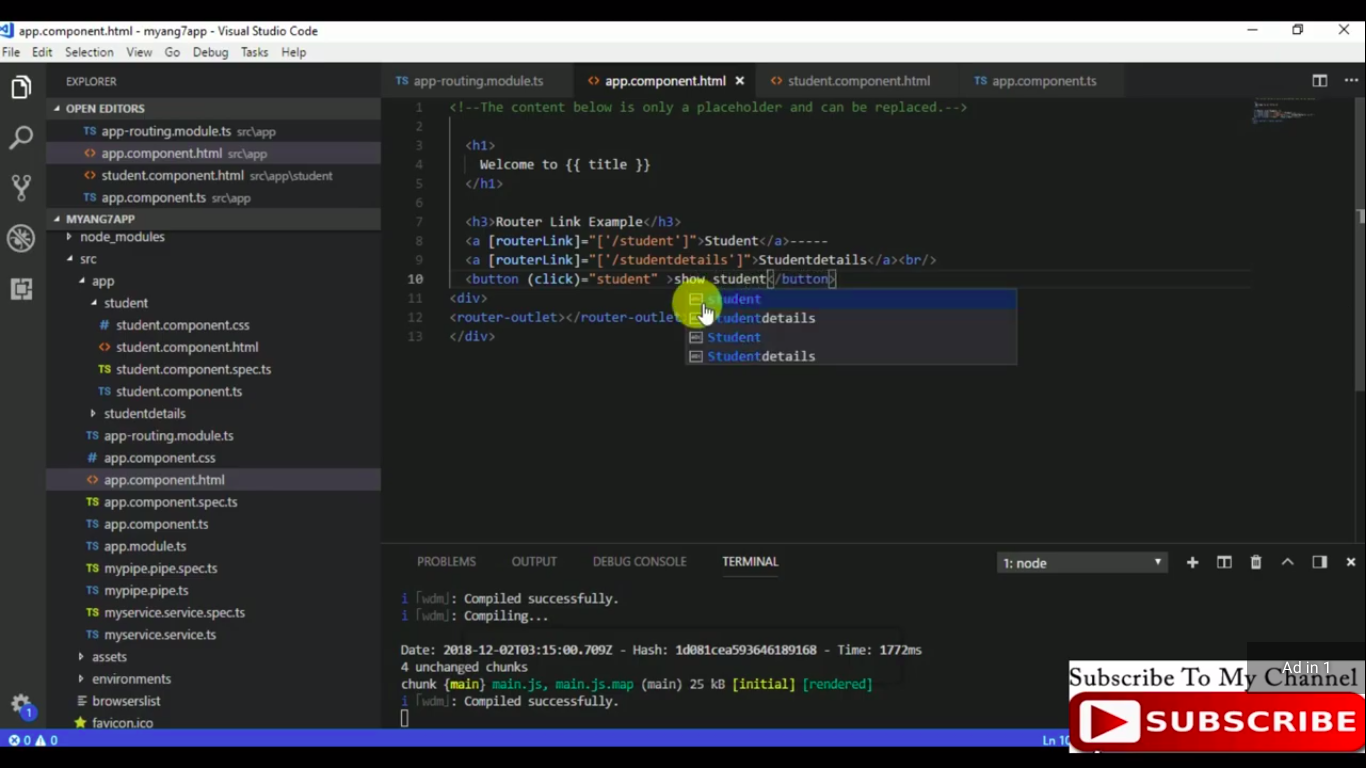 app.component.html - myang7app - Visual Studio Code
File Edit Selection View Go Debug Tasks Help
EXPLORER
OPEN EDITORS
TS app-routing.module.ts src\app
<> app.component.html src\app
<> student.component.html src\app\student
TS app.component.ts src\app
MYANG7APP
node_modules
src
app
student
# student.component.css
<> student.component.html
TS student.component.spec.ts
TS student.component.ts
studentdetails
TS app-routing.module.ts
# app.component.css
<> app.component.html
TS app.component.spec.ts
TS app.component.ts
TS app.module.ts
TS mypipe.pipe.spec.ts
TS mypipe.pipe.ts
TS myservice.service.spec.ts
TS myservice.service.ts
assets
environments
browserslist
favicon.ico
TS app-routing.module.ts <> app.component.html <> student.component.html TS app.component.ts
1 <!--The content below is only a placeholder and can be replaced.-->
2
3 <h1>
4 Welcome to {{ title }}
5 </h1>
6
7 <h3>Router Link Example</h3>
8 <a [routerLink]="['/student']">Student</a>-----
9 <a [routerLink]="['/studentdetails']">Studentdetails</a><br/>
10 <button (click)="student" >show student</button>
11 <div>
12 <router-outlet></router-outlet
13 </div>
student
studentdetails
Student
Studentdetails
PROBLEMS OUTPUT DEBUG CONSOLE TERMINAL 1: node
i ｢wdm｣: Compiled successfully.
i ｢wdm｣: Compiling...
Date: 2018-12-02T03:15:00.709Z - Hash: 1d081cea593646189168 - Time: 1772ms
4 unchanged chunks
chunk {main} main.js, main.js.map (main) 25 kB [initial] [rendered]
i ｢wdm｣: Compiled successfully.
1
0 0
Ad in 1
Subscribe To My Channel
SUBSCRIBE